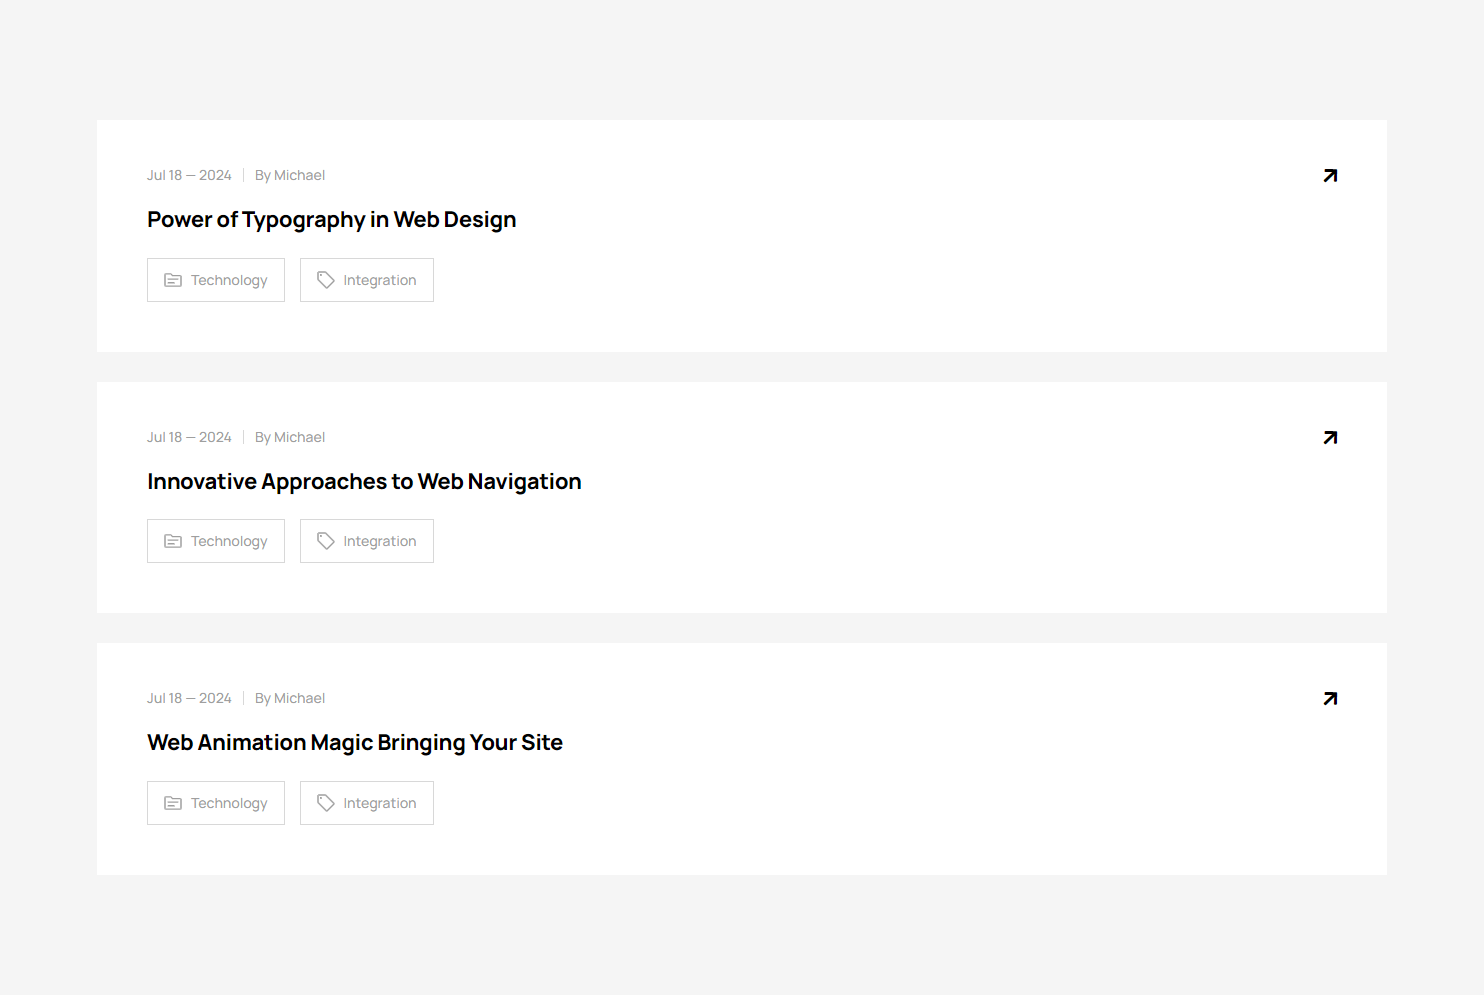 Jul 18 — 2024 By Michael
Power of Typography in Web Design
Technology Integration
Jul 18 — 2024 By Michael
Innovative Approaches to Web Navigation
Technology Integration
Jul 18 — 2024 By Michael
Web Animation Magic Bringing Your Site
Technology Integration